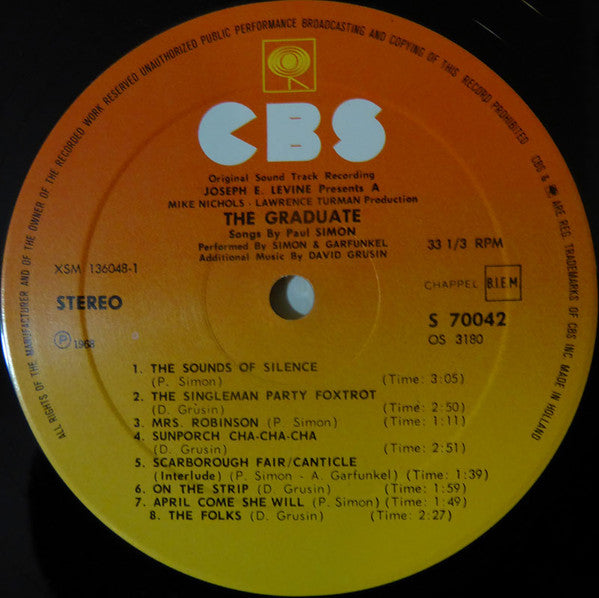 ALL RIGHTS OF THE MANUFACTURER AND OF THE OWNER OF THE RECORDED WORK RESERVED UNAUTHORIZED PUBLIC PERFORMANCE BROADCASTING AND COPYING OF THIS RECORD PROHIBITED
CBS & ARE REG. TRADEMARKS OF CBS INC. MADE IN HOLLAND
CBS
Original Sound Track Recording
JOSEPH E. LEVINE Presents A
MIKE NICHOLS - LAWRENCE TURMAN Production
THE GRADUATE
Songs By Paul SIMON
Performed By SIMON & GARFUNKEL
Additional Music By DAVID GRUSIN
33 1/3 RPM
XSM 136048-1
CHAPPEL B.I.E.M.
STEREO
S 70042
OS 3180
℗ 1968
1. THE SOUNDS OF SILENCE
(P. Simon) (Time: 3:05)
2. THE SINGLEMAN PARTY FOXTROT
(D. Grusin) (Time: 2:50)
3. MRS. ROBINSON (P. Simon) (Time: 1:11)
4. SUNPORCH CHA-CHA-CHA
(D. Grusin) (Time: 2:51)
5. SCARBOROUGH FAIR/CANTICLE
(Interlude) (P. Simon - A. Garfunkel) (Time: 1:39)
6. ON THE STRIP (D. Grusin) (Time: 1:59)
7. APRIL COME SHE WILL (P. Simon) (Time: 1:49)
8. THE FOLKS (D. Grusin) (Time: 2:27)